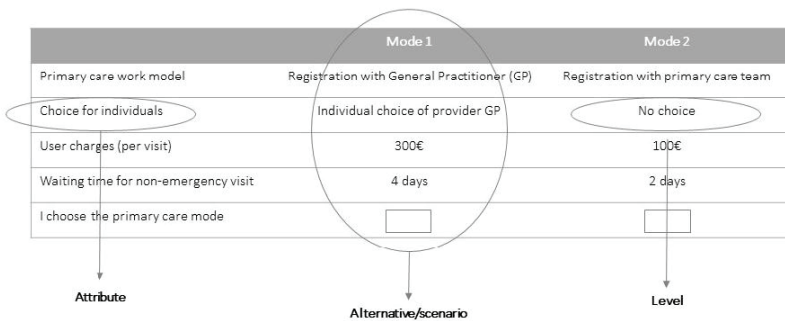 Mode 1 Mode 2
Primary care work model Registration with General Practitioner (GP) Registration with primary care team
Choice for individuals Individual choice of provider GP No choice
User charges (per visit) 300€ 100€
Waiting time for non-emergency visit 4 days 2 days
I choose the primary care mode
Attribute
Alternative/scenario
Level